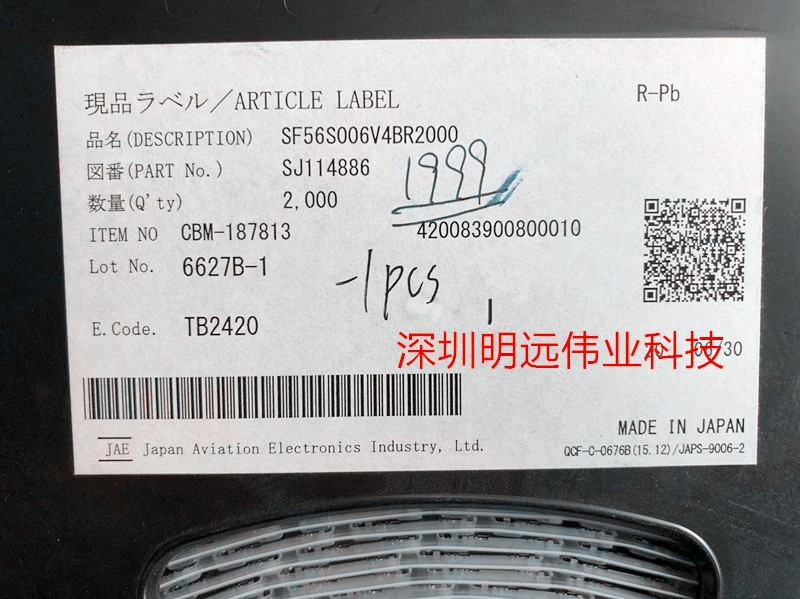 現品ラベル／ARTICLE LABEL
R-Pb
品名(DESCRIPTION) SF56S006V4BR2000
図番(PART No.) SJ114886
1999
数量(Q'ty) 2,000
ITEM NO CBM-187813
420083900800010
Lot No. 6627B-1
-1pcs
E.Code. TB2420
深圳明远伟业科技
30
MADE IN JAPAN
JAE Japan Aviation Electronics Industry, Ltd.
QCF-C-0676B(15.12)/JAPS-9006-2